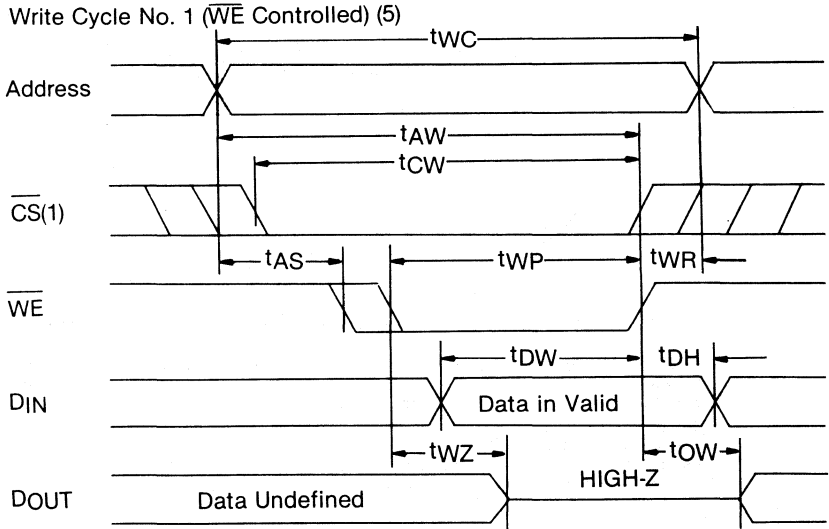 Write Cycle No. 1 (WE Controlled) (5)
tWC
Address
tAW
tCW
CS(1)
tAS
tWP
tWR
WE
tDW
tDH
DIN
Data in Valid
tWZ
tOW
HIGH-Z
DOUT
Data Undefined